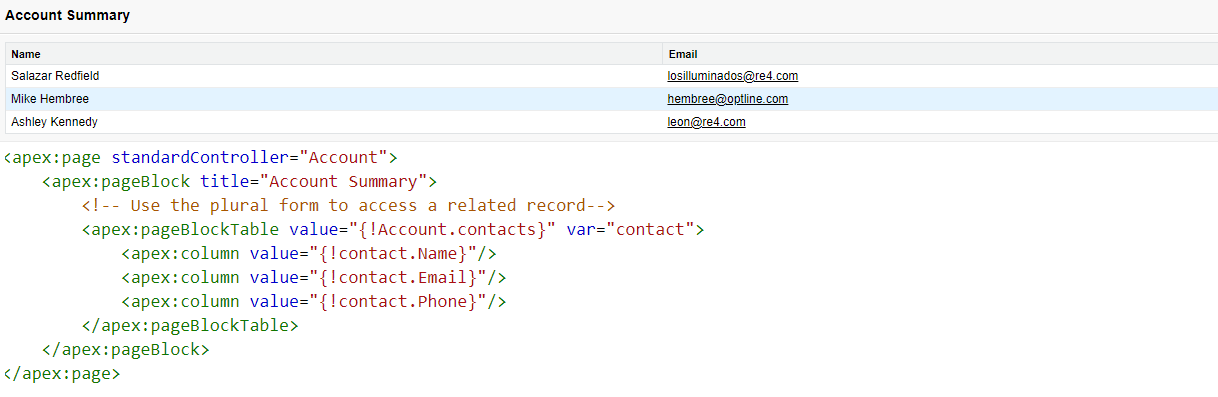 Account Summary
Name Email
Salazar Redfield losilluminados@re4.com
Mike Hembree hembree@optline.com
Ashley Kennedy leon@re4.com
<apex:page standardController="Account">
    <apex:pageBlock title="Account Summary">
        <!-- Use the plural form to access a related record-->
        <apex:pageBlockTable value="{!Account.contacts}" var="contact">
            <apex:column value="{!contact.Name}"/>
            <apex:column value="{!contact.Email}"/>
            <apex:column value="{!contact.Phone}"/>
        </apex:pageBlockTable>
    </apex:pageBlock>
</apex:page>